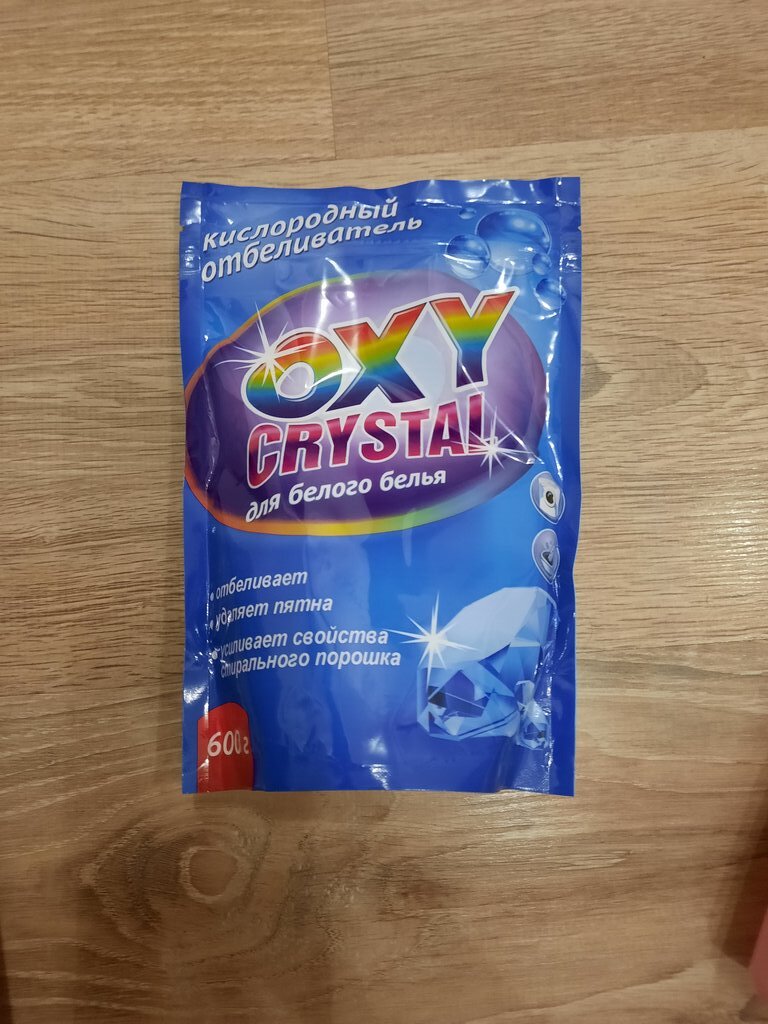 кислородный
отбеливатель
OXY
CRYSTAL
для белого белья
• отбеливает
• удаляет пятна
• усиливает свойства
стирального порошка
600г